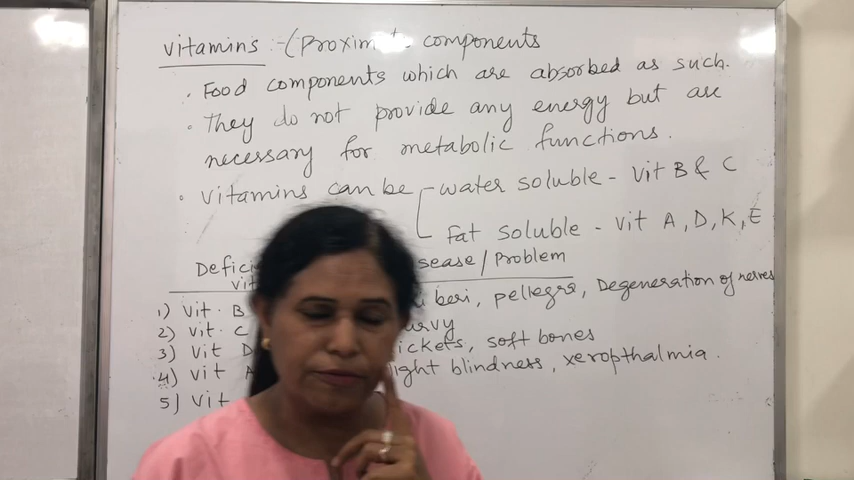 vitamins :- (Proxim components
. Food components which are absorbed as such.
. They do not provide any energy but are
necessary for metabolic functions.
. vitamins can be water soluble - Vit B & C
Fat soluble - Vit A, D, K, E
Defici sease / Problem
vit
1) Vit. B beri, pellegra, Degeneration of nerves
2) Vit. C urvy
3) Vit D ickets, soft bones
4) Vit A ight blindness, xeropthalmia.
5) Vit